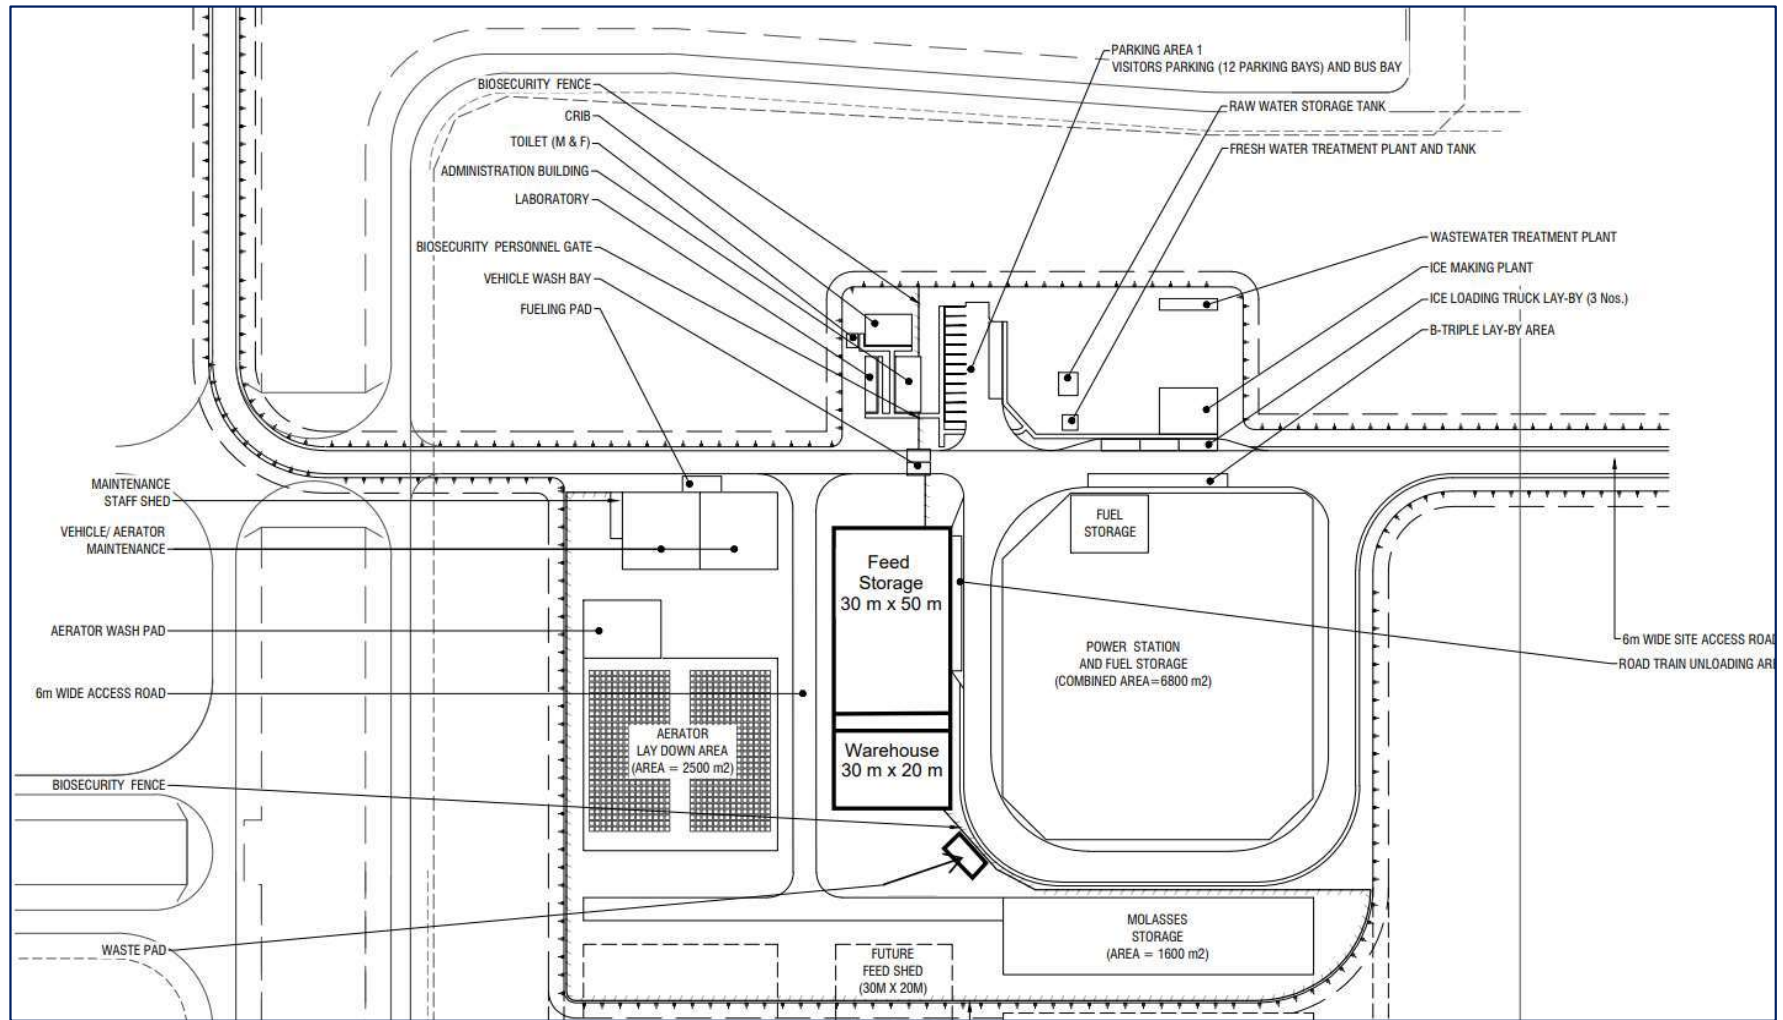 PARKING AREA 1
VISITORS PARKING (12 PARKING BAYS) AND BUS BAY
BIOSECURITY FENCE
RAW WATER STORAGE TANK
CRIB
TOILET (M & F)
FRESH WATER TREATMENT PLANT AND TANK
ADMINISTRATION BUILDING
LABORATORY
BIOSECURITY PERSONNEL GATE
WASTEWATER TREATMENT PLANT
VEHICLE WASH BAY
ICE MAKING PLANT
FUELING PAD
ICE LOADING TRUCK LAY-BY (3 Nos.)
B-TRIPLE LAY-BY AREA
MAINTENANCE
STAFF SHED
VEHICLE/ AERATOR
MAINTENANCE
FUEL
STORAGE
Feed
Storage
30 m x 50 m
AERATOR WASH PAD
POWER STATION
AND FUEL STORAGE
(COMBINED AREA=6800 m2)
6m WIDE SITE ACCESS ROAD
ROAD TRAIN UNLOADING ARE
6m WIDE ACCESS ROAD
AERATOR
LAY DOWN AREA
(AREA = 2500 m2)
Warehouse
30 m x 20 m
BIOSECURITY FENCE
WASTE PAD
MOLASSES
STORAGE
(AREA = 1600 m2)
FUTURE
FEED SHED
(30M X 20M)